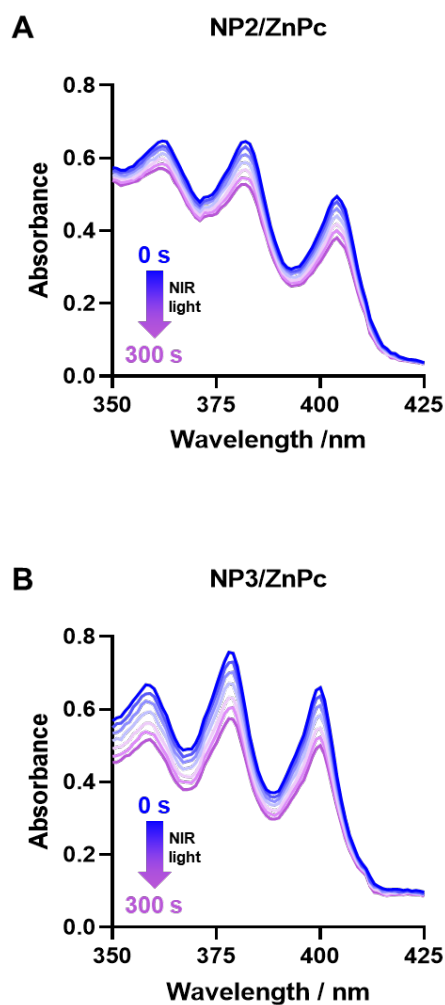 A
NP2/ZnPc
Absorbance
0.8
0.6
0.4
0.2
0.0
0 s
NIR
light
300 s
350
375
400
425
Wavelength /nm
B
NP3/ZnPc
Absorbance
0.8
0.6
0.4
0.2
0.0
0 s
NIR
light
300 s
350
375
400
425
Wavelength / nm